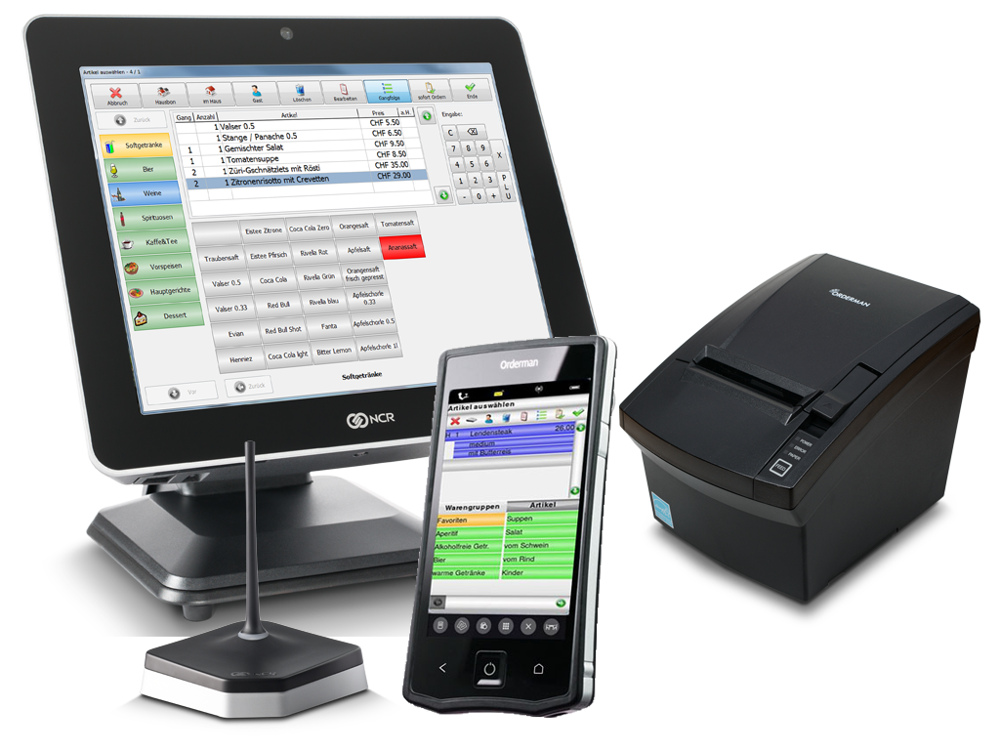 Artikel auswählen - 4 / 1
Abbruch Hausbon im Haus Gast Löschen Bearbeiten Gangfolge sofort Ordern Ende
Zurück
Gang Anzahl Artikel Preis a.H.
1 Valser 0.5 CHF 5.50
1 Stange / Panache 0.5 CHF 6.50
1 1 Gemischter Salat CHF 9.50
1 1 Tomatensuppe CHF 8.50
2 1 Züri-Gschnätzlets mit Rösti CHF 35.00
2 1 Zitronenrisotto mit Crevetten CHF 29.00
Eingabe:
C
7 8 9 X
4 5 6
1 2 3 P L U
- 0 +
Softgetränke
Bier
Weine
Spirituosen
Kaffe&Tee
Vorspeisen
Hauptgerichte
Dessert
Eistee Zitrone Coca Cola Zero Orangesaft Tomatensaft
Traubensaft Eistee Pfirsich Rivella Rot Apfelsaft Ananassaft
Valser 0.5 Coca Cola Rivella Grün Orangensaft frisch gepresst
Valser 0.33 Red Bull Rivella blau Apfelschorle 0.33
Evian Red Bull Shot Fanta Apfelschorle 0.5
Henniez Coca Cola light Bitter Lemon Apfelschorle 1l
Softgetränke
Vor Zurück
NCR
Orderman
Artikel auswählen
H 1 Lendensteak 26.00
medium
mit Butterreis
Warengruppen Artikel
Favoriten Suppen
Aperitif Salat
Alkoholfreie Getr. vom Schwein
Bier vom Rind
warme Getränke Kinder
ORDERMAN
POWER
ERROR
PAPER
FEED